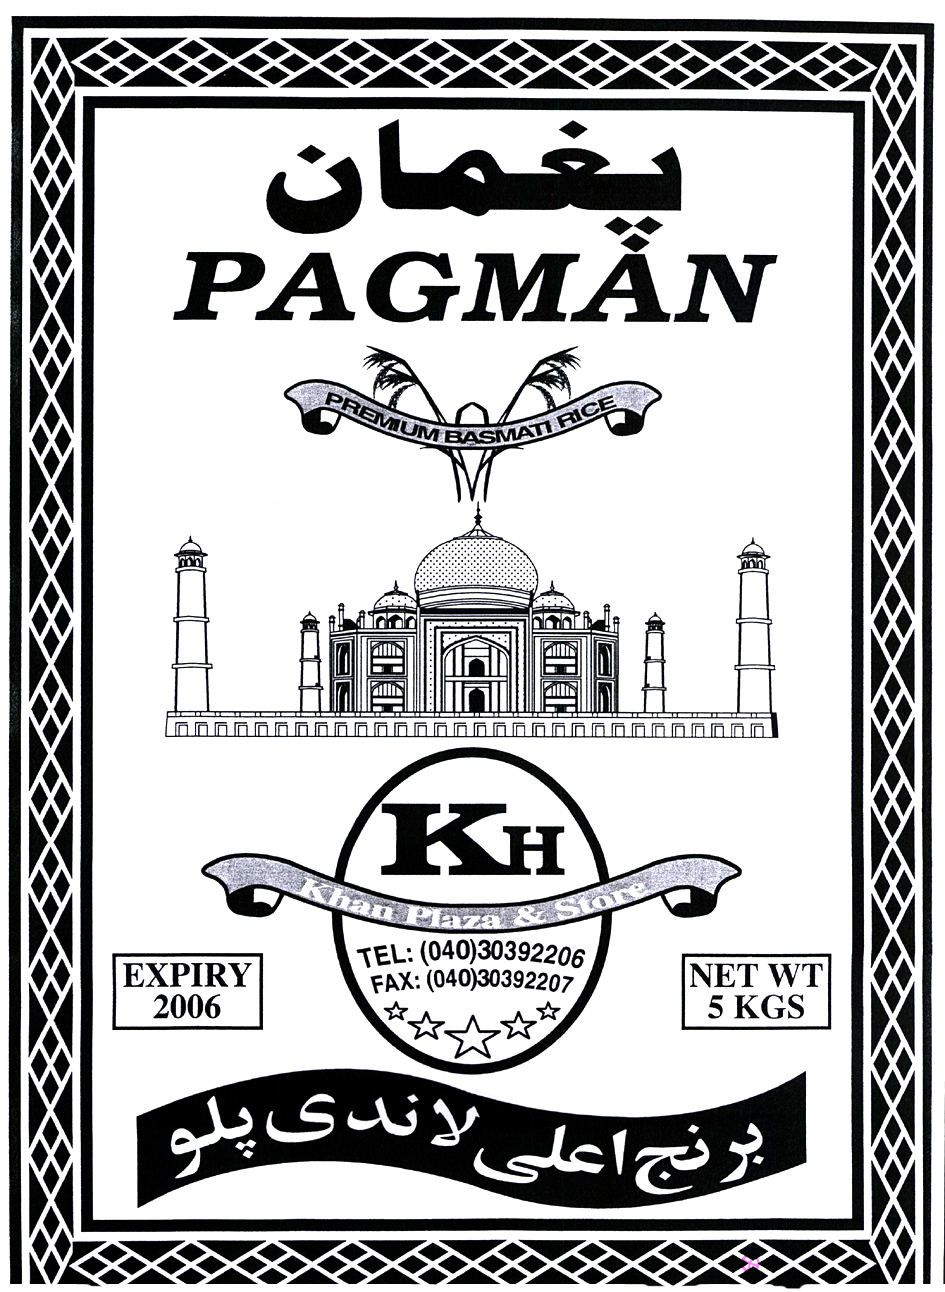 پغمان
PAGMAN
PREMIUM BASMATI RICE
KH
Khan Plaza & Store
TEL: (040)30392206
FAX: (040)30392207
EXPIRY
2006
NET WT
5 KGS
برنج اعلی لاندی پلو